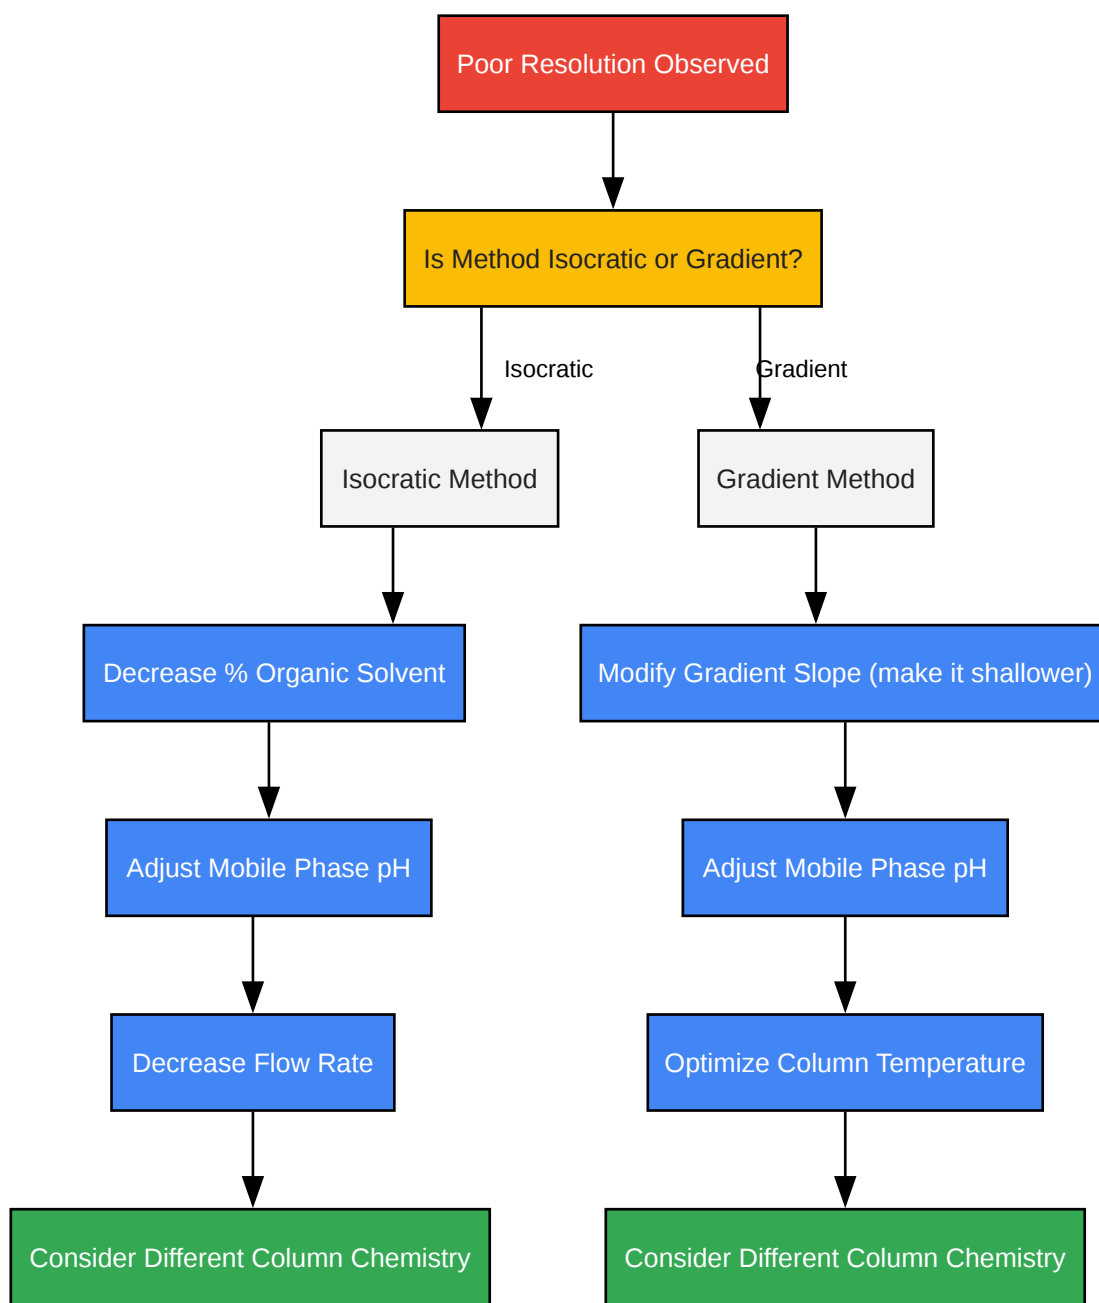 Poor Resolution Observed
Is Method Isocratic or Gradient?
Isocratic
Gradient
Isocratic Method
Gradient Method
Decrease % Organic Solvent
Modify Gradient Slope (make it shallower)
Adjust Mobile Phase pH
Adjust Mobile Phase pH
Decrease Flow Rate
Optimize Column Temperature
Consider Different Column Chemistry
Consider Different Column Chemistry